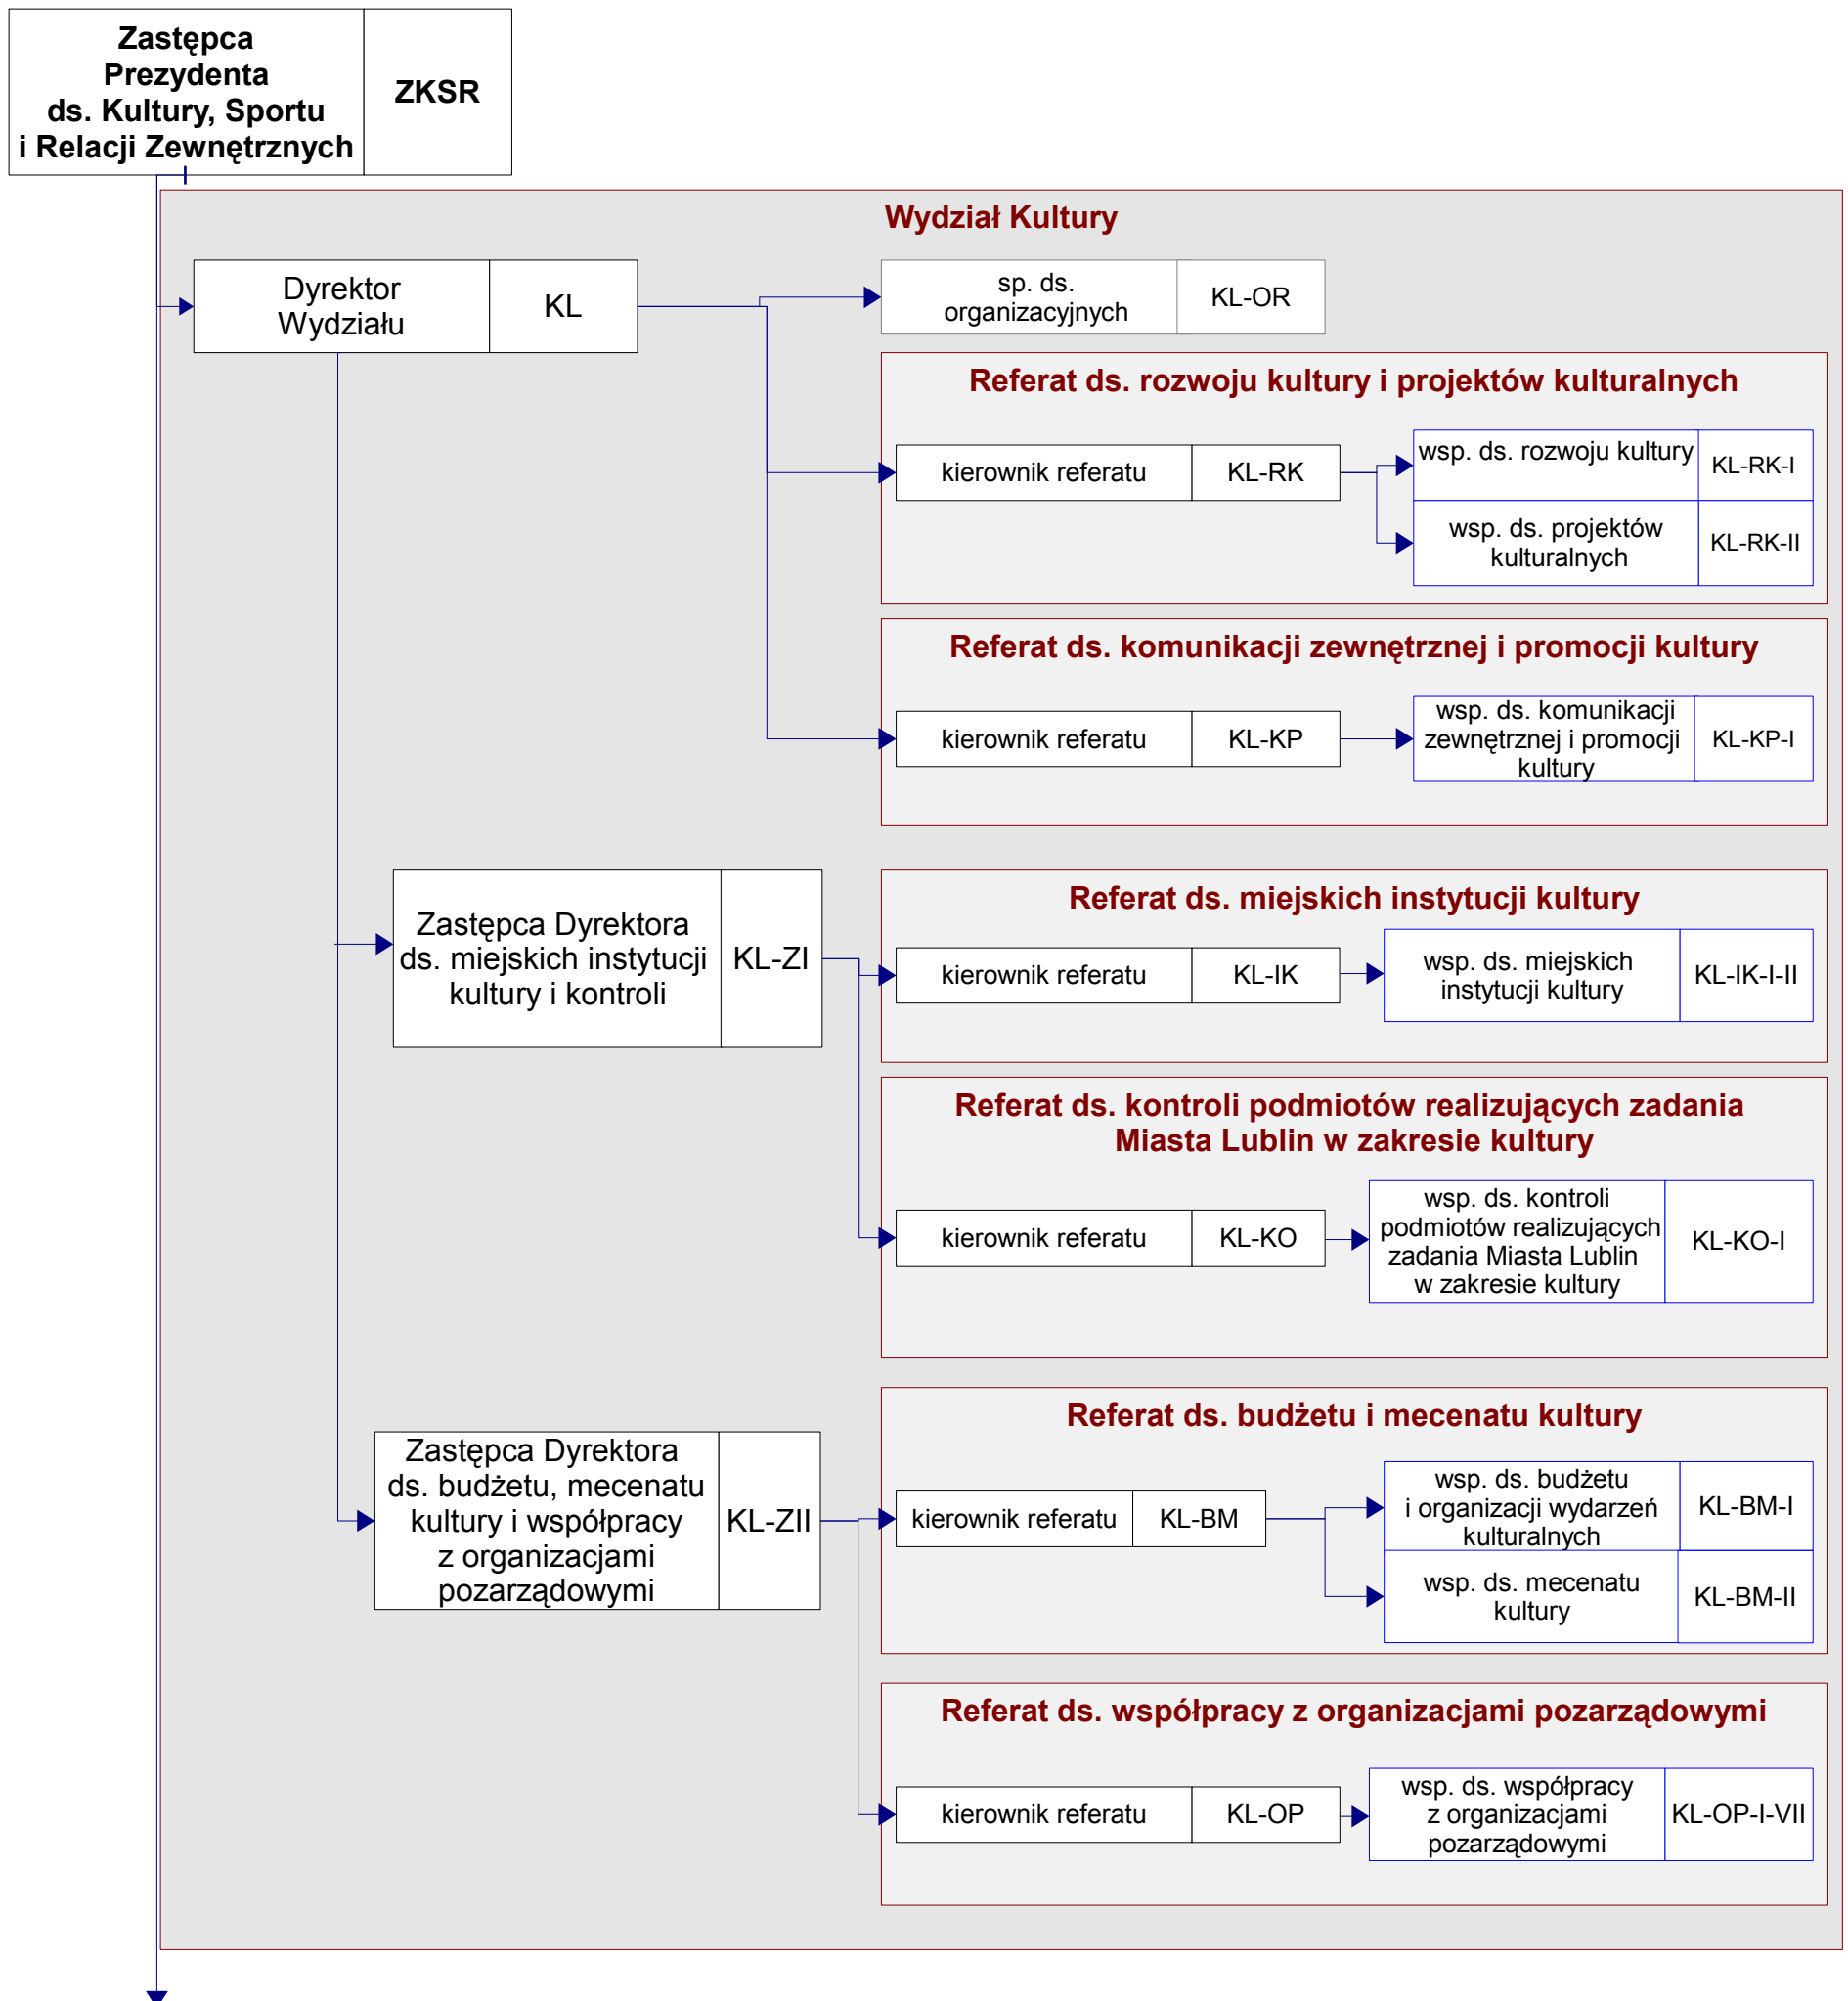 Zastępca
Prezydenta
ds. Kultury, Sportu
i Relacji Zewnętrznych
ZKSR
Wydział Kultury
Dyrektor
Wydziału
KL
sp. ds.
organizacyjnych
KL-OR
Referat ds. rozwoju kultury i projektów kulturalnych
kierownik referatu
KL-RK
wsp. ds. rozwoju kultury
KL-RK-I
wsp. ds. projektów
kulturalnych
KL-RK-II
Referat ds. komunikacji zewnętrznej i promocji kultury
kierownik referatu
KL-KP
wsp. ds. komunikacji
zewnętrznej i promocji
kultury
KL-KP-I
Zastępca Dyrektora
ds. miejskich instytucji
kultury i kontroli
KL-ZI
Referat ds. miejskich instytucji kultury
kierownik referatu
KL-IK
wsp. ds. miejskich
instytucji kultury
KL-IK-I-II
Referat ds. kontroli podmiotów realizujących zadania
Miasta Lublin w zakresie kultury
kierownik referatu
KL-KO
wsp. ds. kontroli
podmiotów realizujących
zadania Miasta Lublin
w zakresie kultury
KL-KO-I
Zastępca Dyrektora
ds. budżetu, mecenatu
kultury i współpracy
z organizacjami
pozarządowymi
KL-ZII
Referat ds. budżetu i mecenatu kultury
kierownik referatu
KL-BM
wsp. ds. budżetu
i organizacji wydarzeń
kulturalnych
KL-BM-I
wsp. ds. mecenatu
kultury
KL-BM-II
Referat ds. współpracy z organizacjami pozarządowymi
kierownik referatu
KL-OP
wsp. ds. współpracy
z organizacjami
pozarządowymi
KL-OP-I-VII